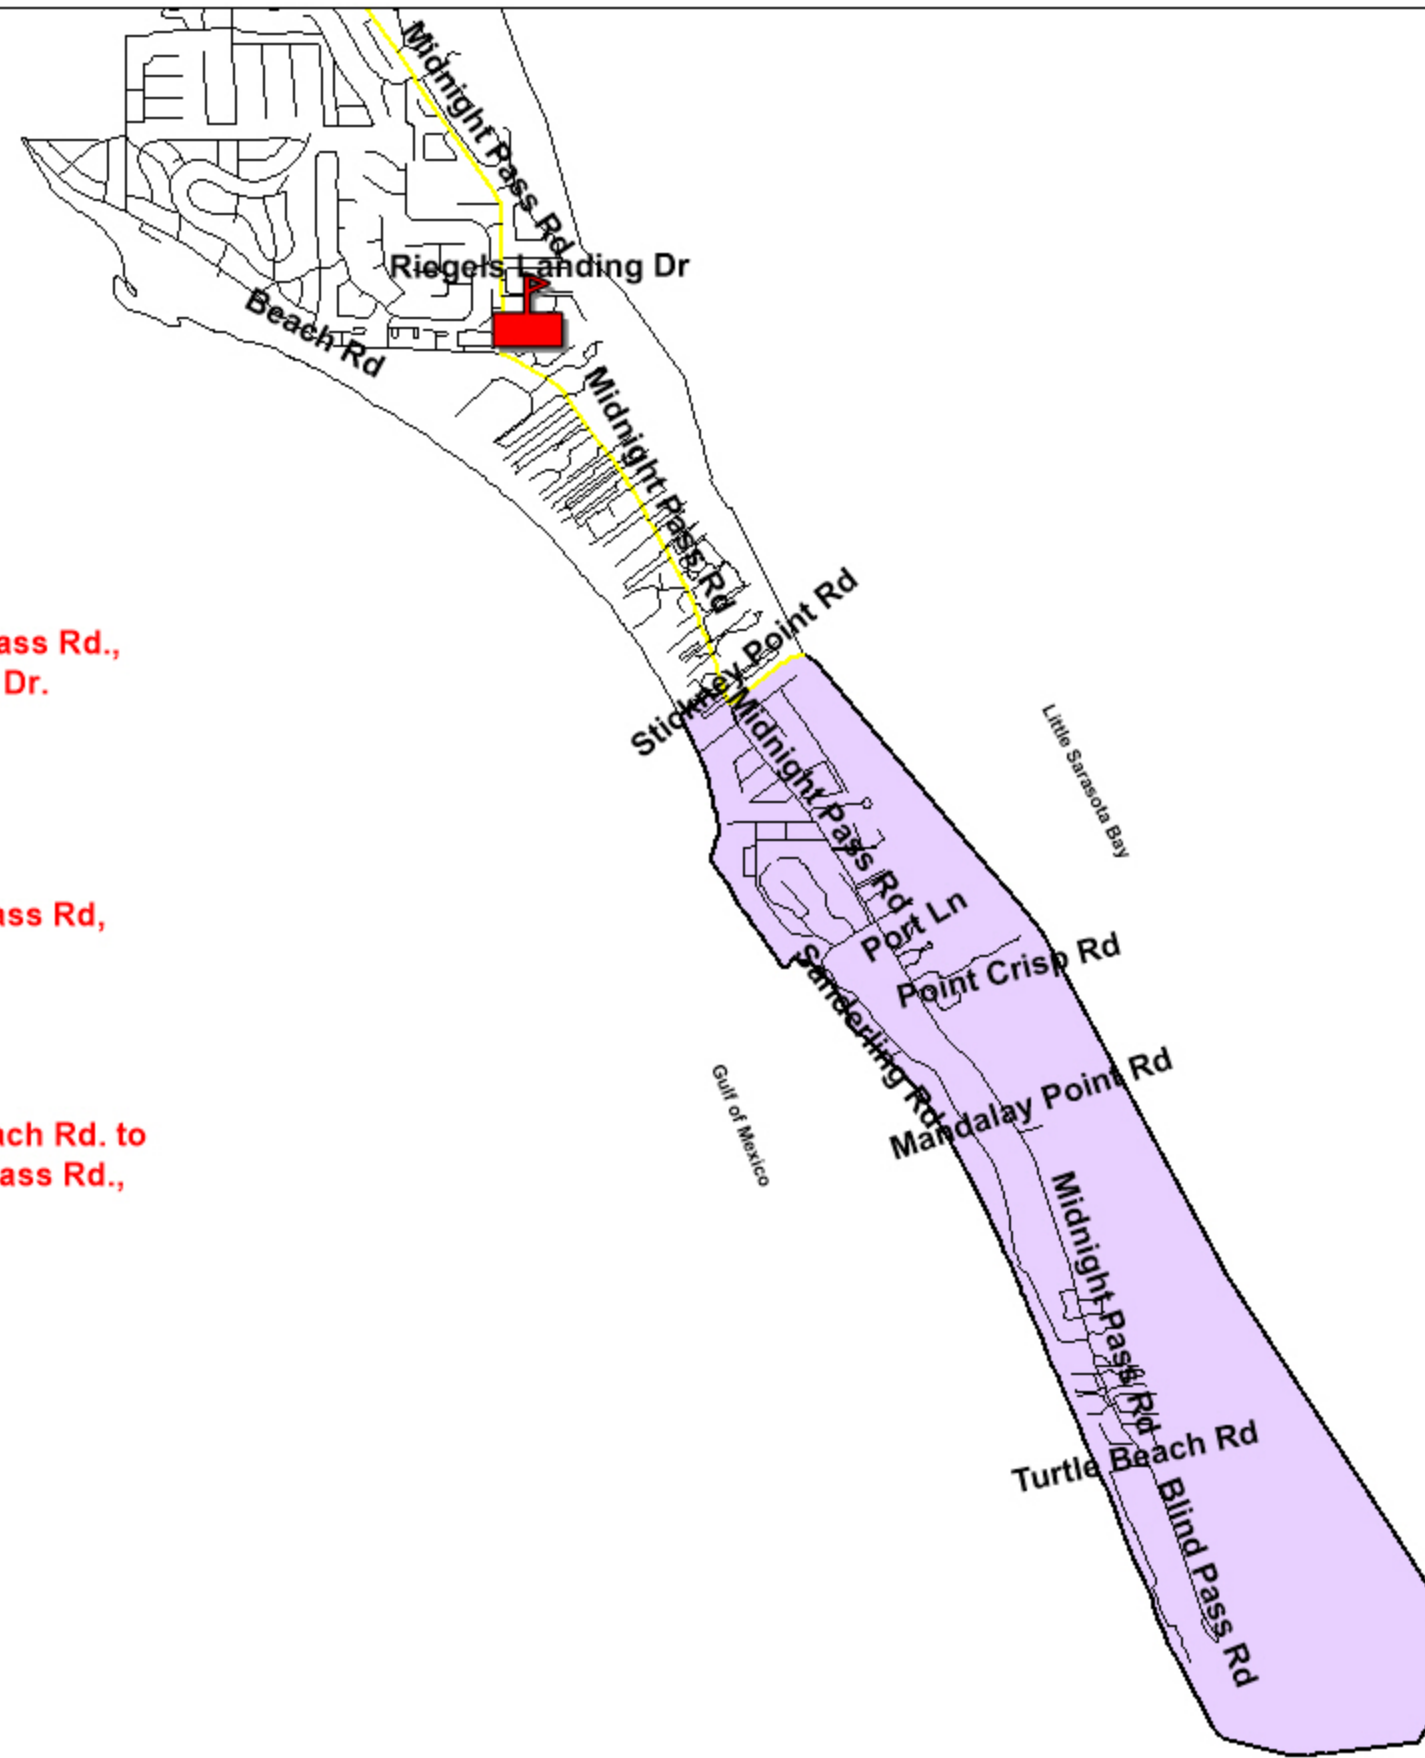 Midnight Pass Rd
Riegels Landing Dr
Beach Rd
Midnight Pass Rd
Stickney Point Rd
ass Rd.,
Dr.
Midnight Pass Rd
Little Sarasota Bay
ass Rd,
Port Ln
Point Crisp Rd
Sanderling Rd
Gulf of Mexico
Mandalay Point Rd
ach Rd. to
ass Rd.,
Midnight Pass Rd
Turtle Beach Rd
Blind Pass Rd